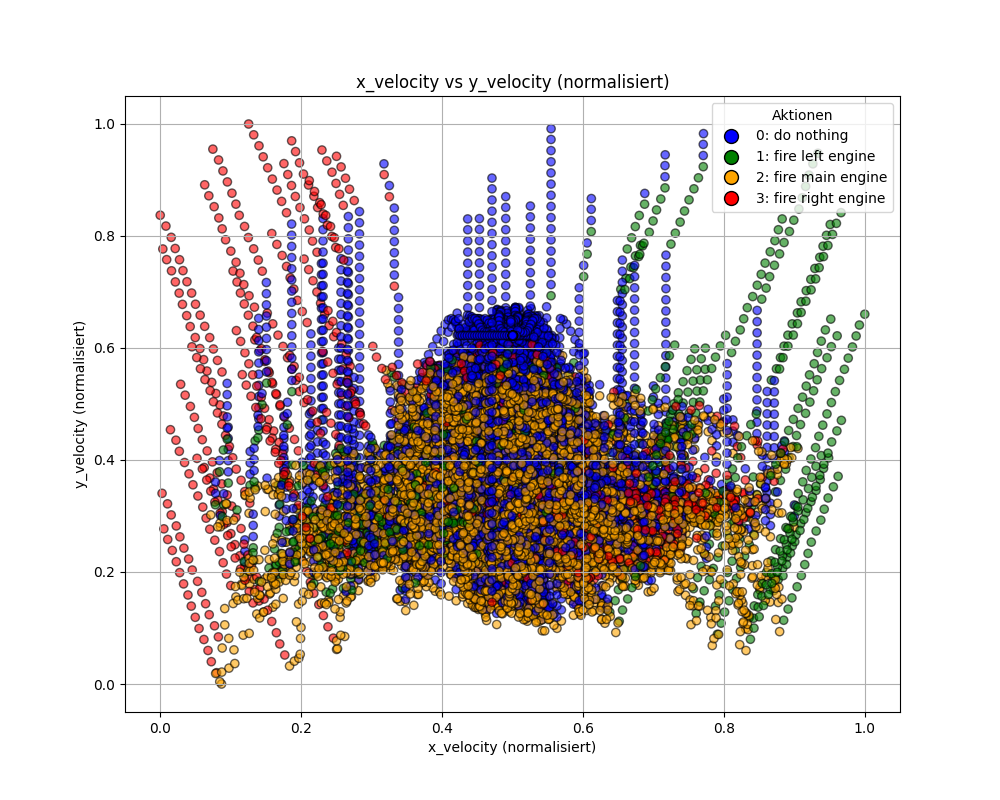 x_velocity vs y_velocity (normalisiert)
Aktionen
0: do nothing
1: fire left engine
2: fire main engine
3: fire right engine
y_velocity (normalisiert)
1.0
0.8
0.6
0.4
0.2
0.0
0.0 0.2 0.4 0.6 0.8 1.0
x_velocity (normalisiert)